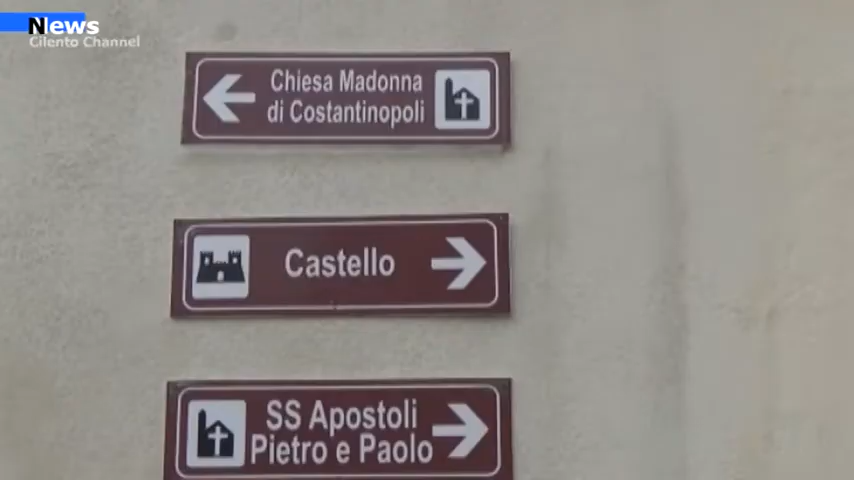 News
Cilento Channel
Chiesa Madonna
di Costantinopoli
Castello
SS Apostoli
Pietro e Paolo